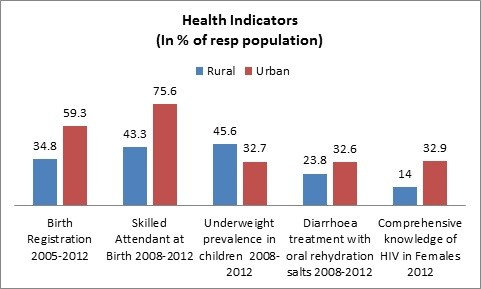 Health Indicators
(In % of resp population)
Rural Urban
34.8 59.3 43.3 75.6 45.6 32.7 23.8 32.6 14 32.9
Birth
Registration
2005-2012
Skilled
Attendant at
Birth 2008-2012
Underweight
prevalence in
children 2008-
2012
Diarrhoea
treatment with
oral rehydration
salts 2008-2012
Comprehensive
knowledge of
HIV in Females
2012